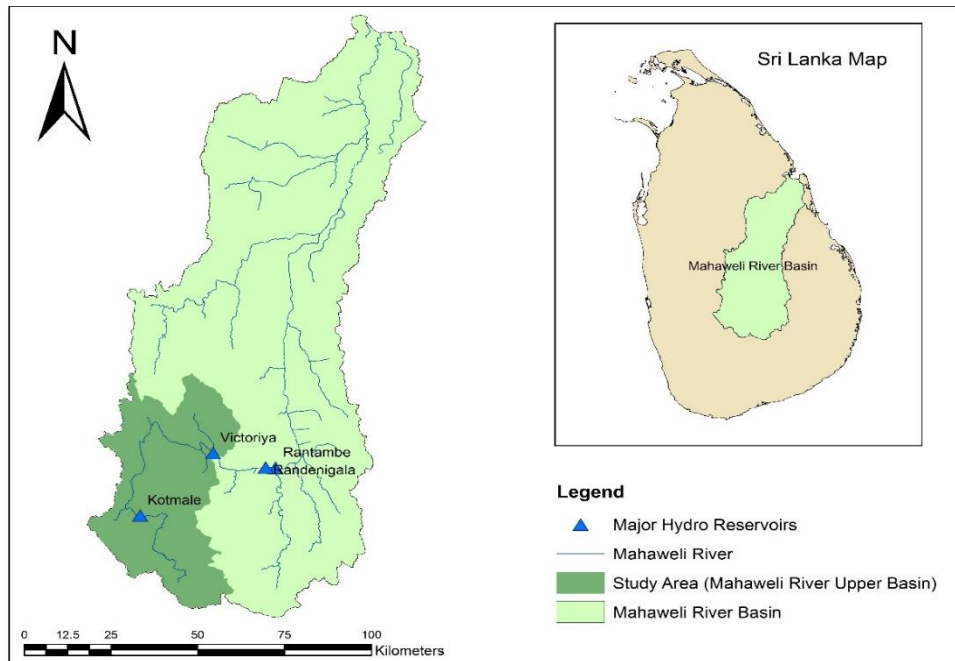 N
Sri Lanka Map
Mahaweli River Basin
Victoriya
Rantambe
Randenigala
Kotmale
Legend
Major Hydro Reservoirs
Mahaweli River
Study Area (Mahaweli River Upper Basin)
Mahaweli River Basin
0 12.5 25 50 75 100
Kilometers